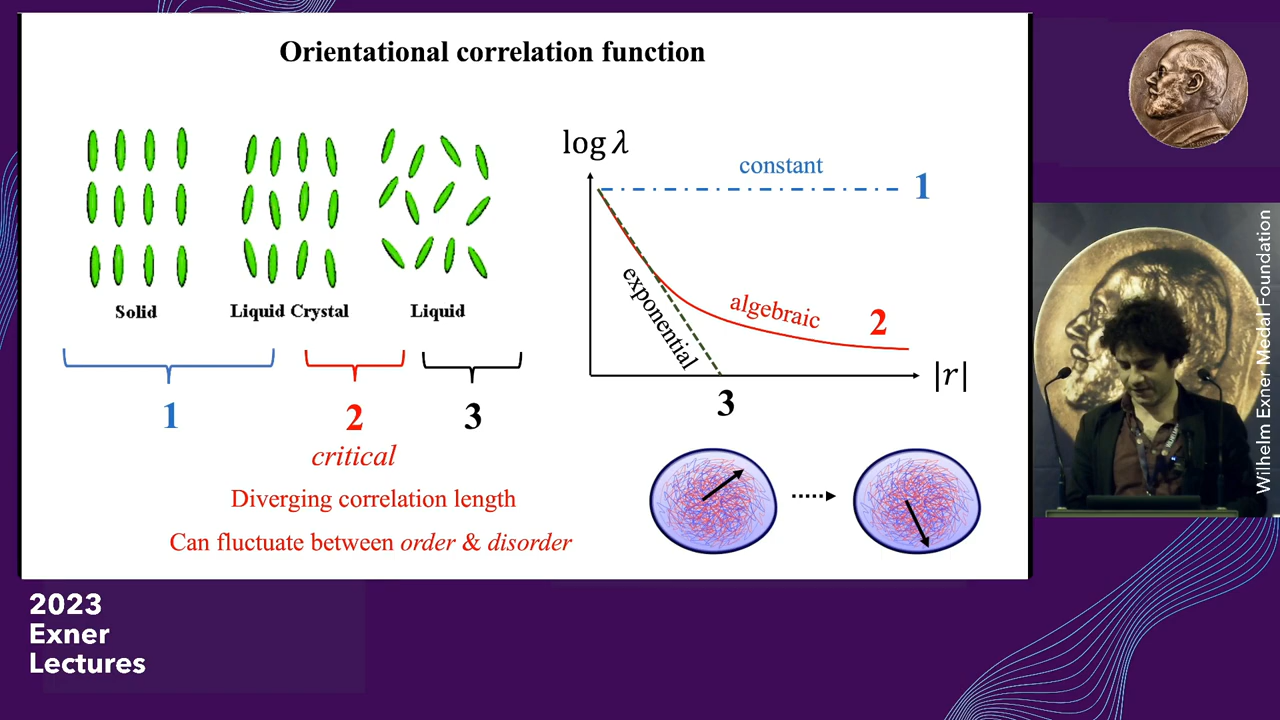 Orientational correlation function
Solid
Liquid Crystal
Liquid
1
2
3
critical
Diverging correlation length
Can fluctuate between order & disorder
log λ
constant
1
exponential
algebraic
2
3
|r|
Wilhelm Exner Medal Foundation
2023
Exner
Lectures